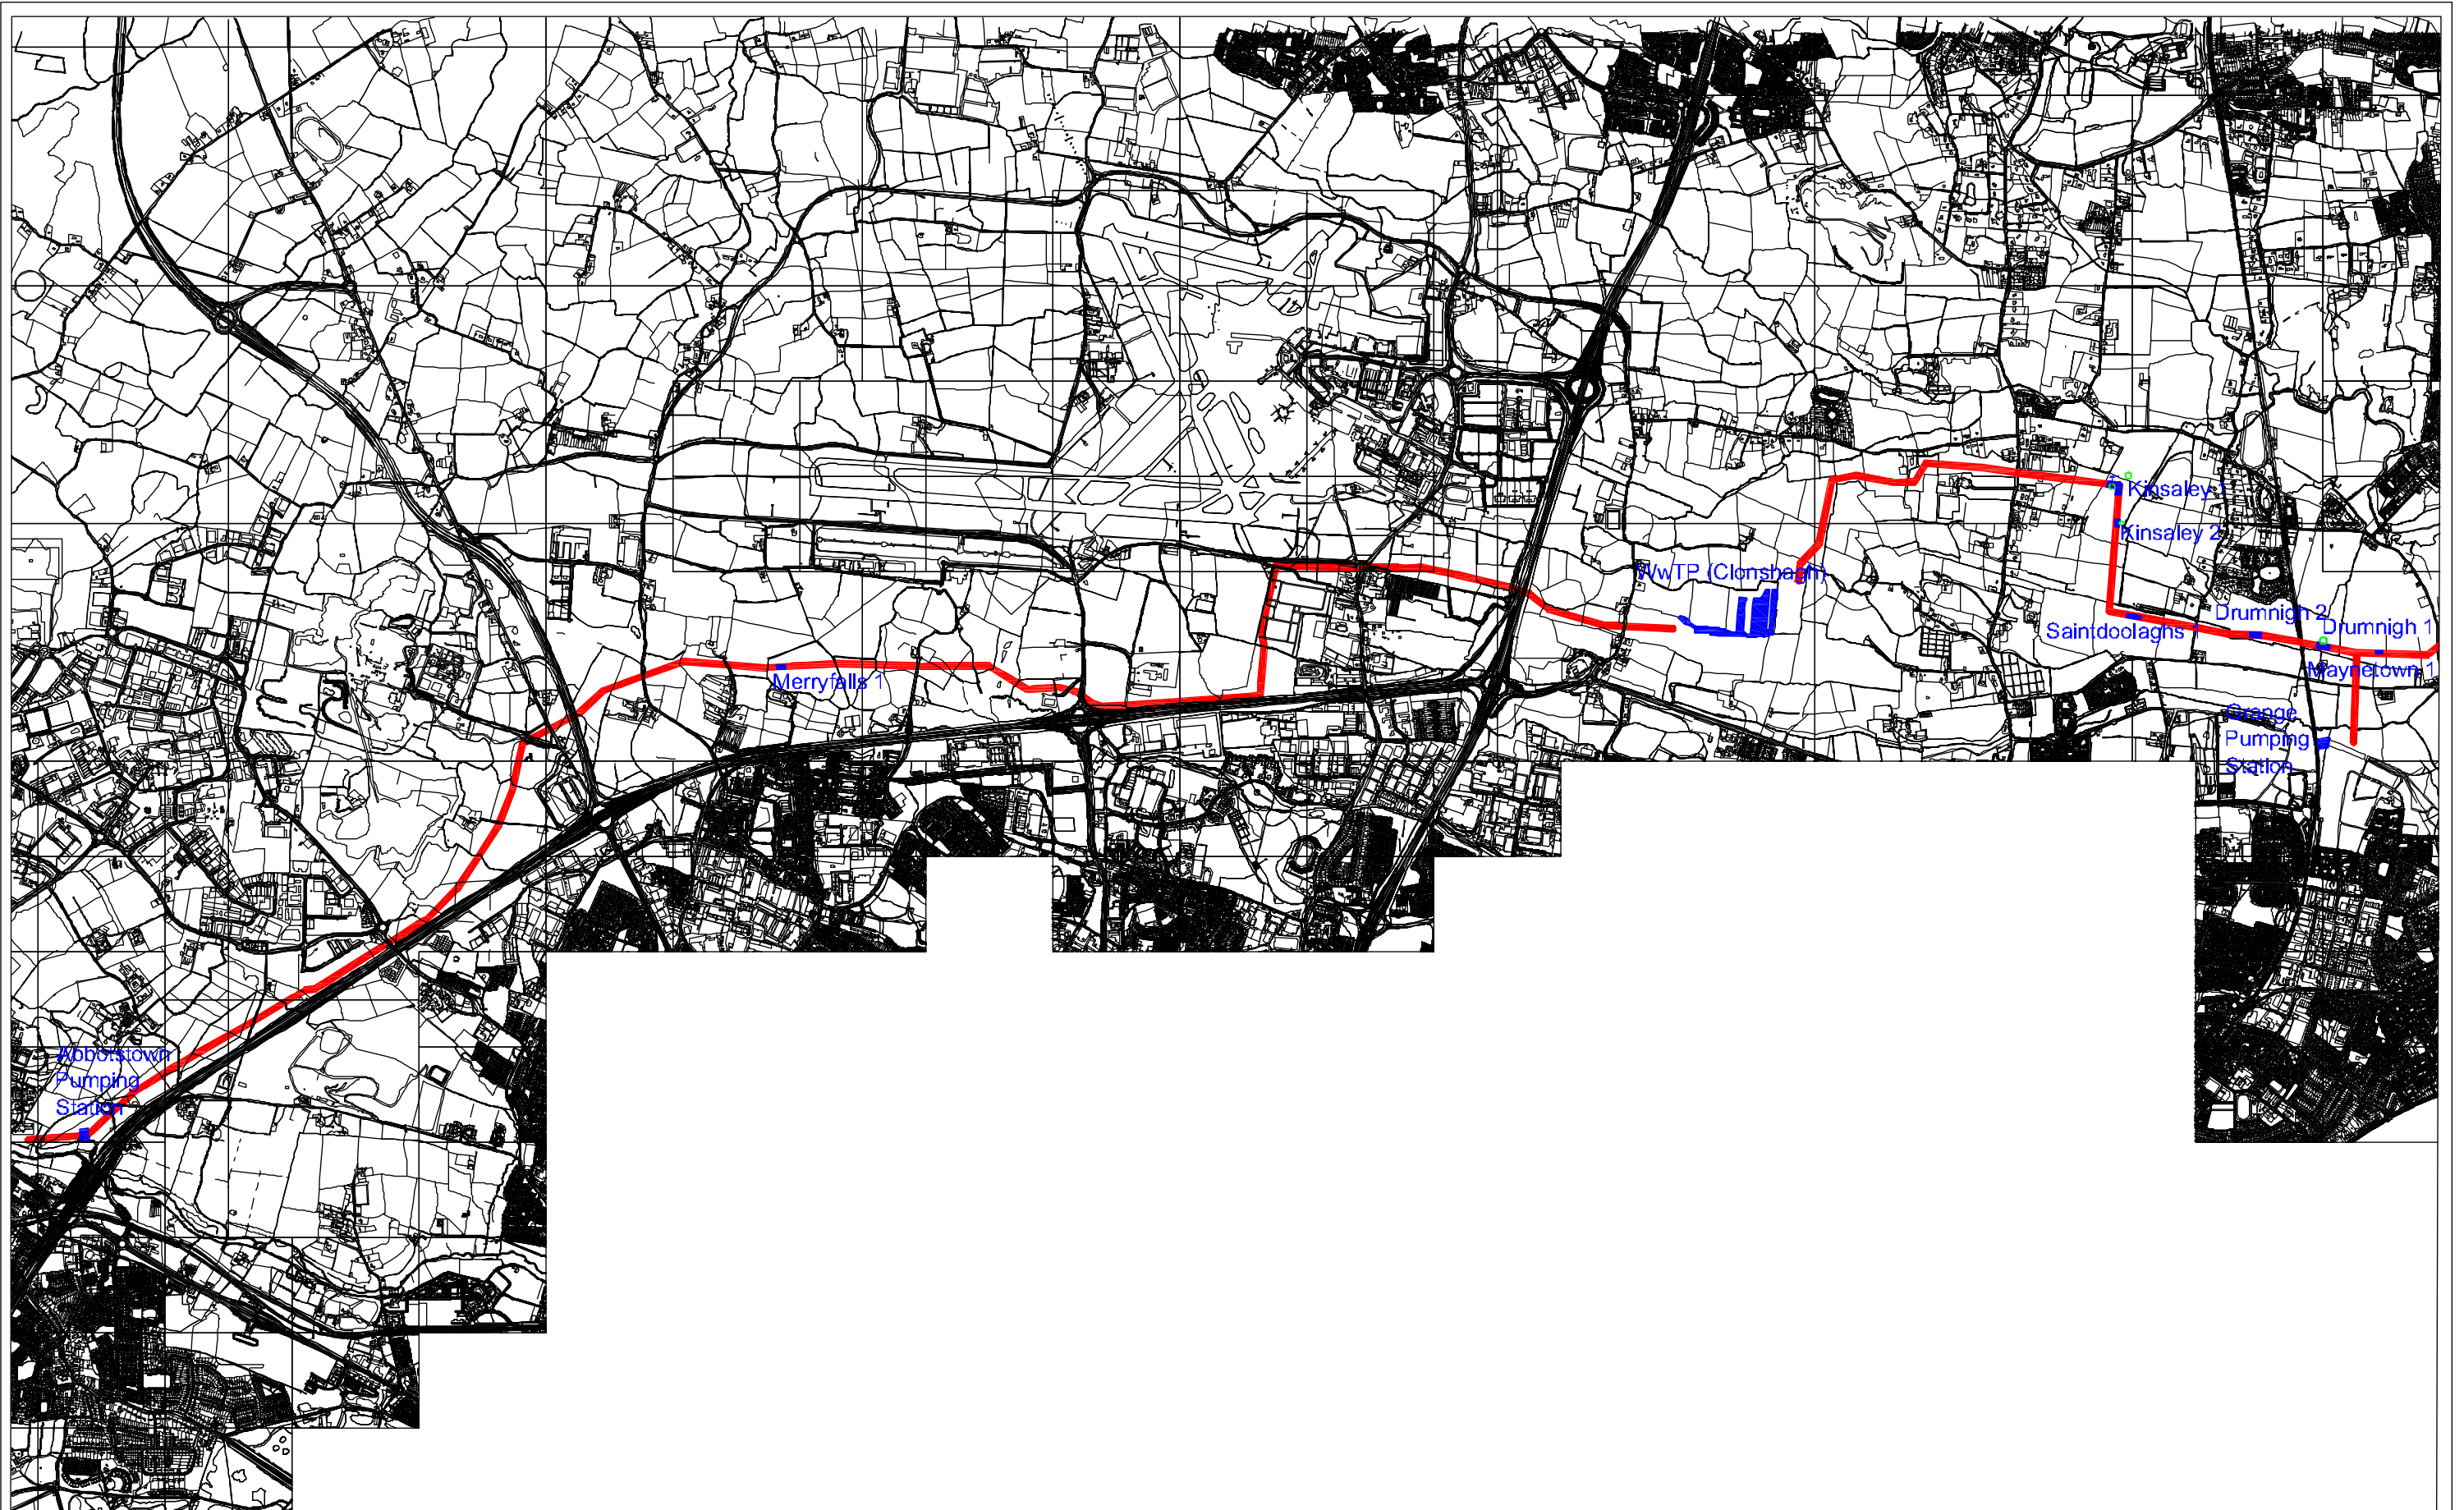 Kinsaley 1
Kinsaley 2
WwTP (Clonshagh)
Drumnigh 2
Drumnigh 1
Saintdoolaghs
Maynetown 1
Merryfalls 1
Grange
Pumping
Station
Abbotstown
Pumping
Station